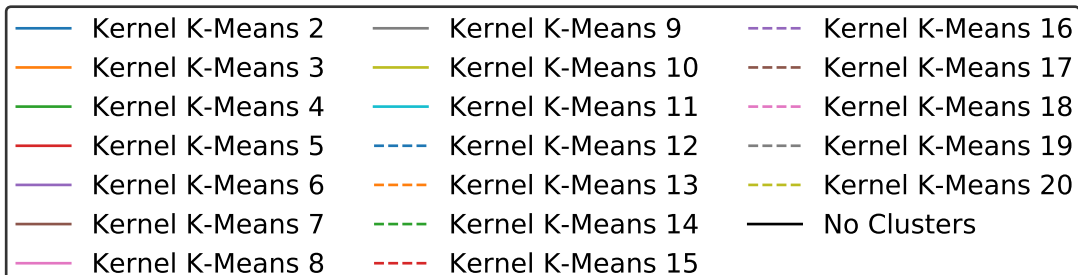 Kernel K-Means 2
Kernel K-Means 3
Kernel K-Means 4
Kernel K-Means 5
Kernel K-Means 6
Kernel K-Means 7
Kernel K-Means 8
Kernel K-Means 9
Kernel K-Means 10
Kernel K-Means 11
Kernel K-Means 12
Kernel K-Means 13
Kernel K-Means 14
Kernel K-Means 15
Kernel K-Means 16
Kernel K-Means 17
Kernel K-Means 18
Kernel K-Means 19
Kernel K-Means 20
No Clusters